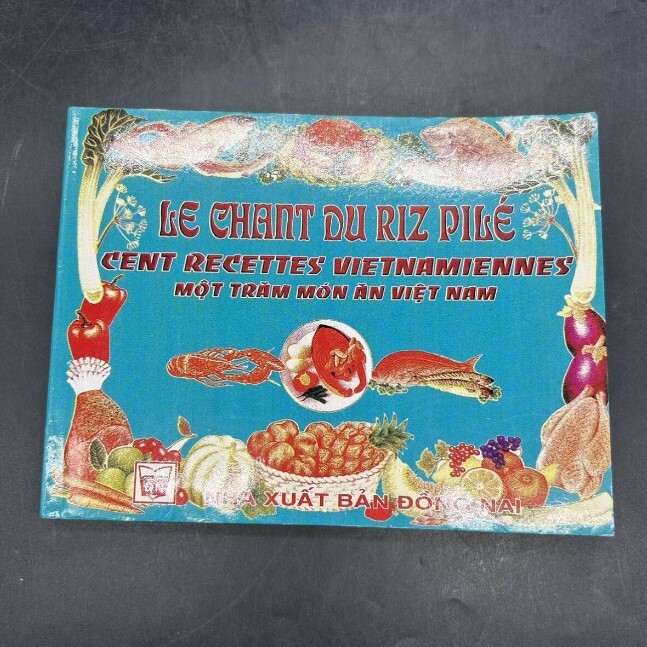 LE CHANT DU RIZ PILÉ
CENT RECETTES VIETNAMIENNES
MỘT TRĂM MÓN ĂN VIỆT NAM
NHÀ XUẤT BẢN ĐỒNG NAI